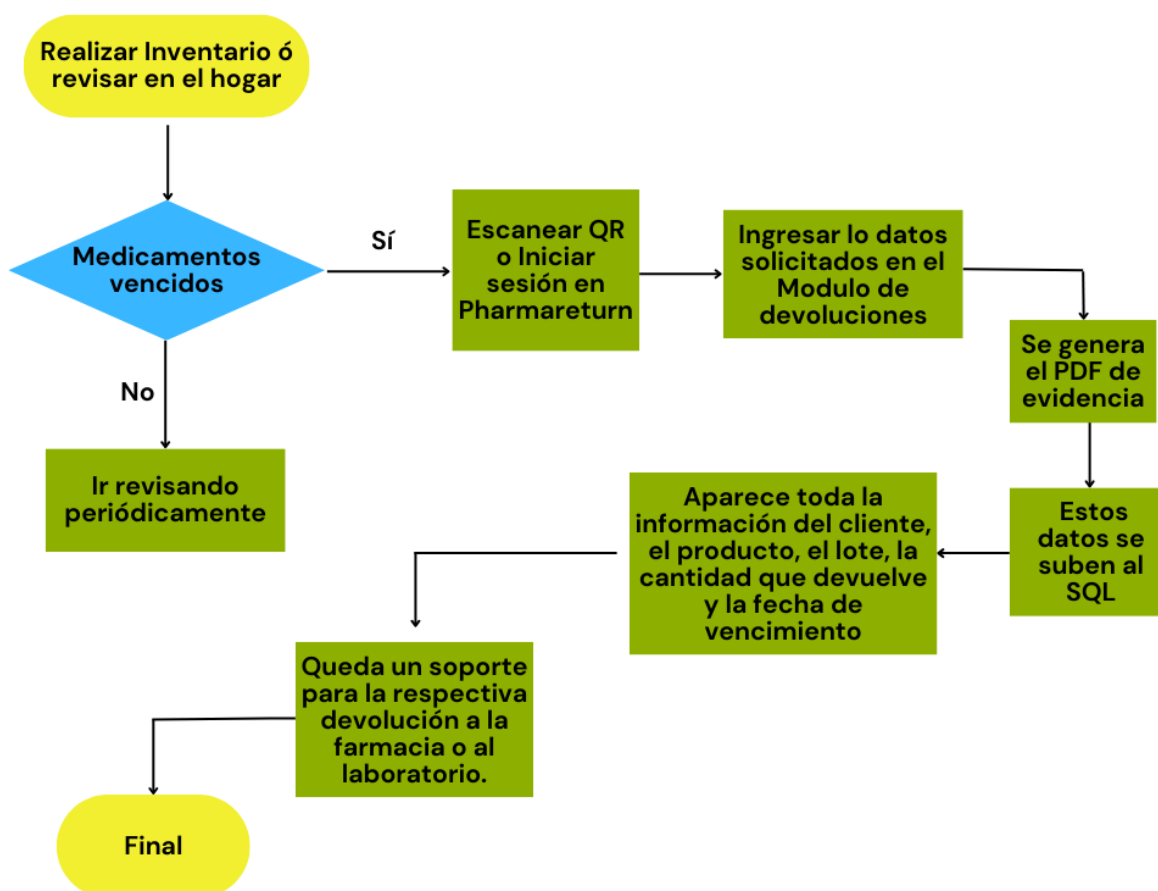 Realizar Inventario ó
revisar en el hogar
Medicamentos
vencidos
Sí
No
Ir revisando
periódicamente
Escanear QR
o Iniciar
sesión en
Pharmareturn
Ingresar lo datos
solicitados en el
Modulo de
devoluciones
Se genera
el PDF de
evidencia
Estos
datos se
suben al
SQL
Aparece toda la
información del cliente,
el producto, el lote, la
cantidad que devuelve
y la fecha de
vencimiento
Queda un soporte
para la respectiva
devolución a la
farmacia o al
laboratorio.
Final